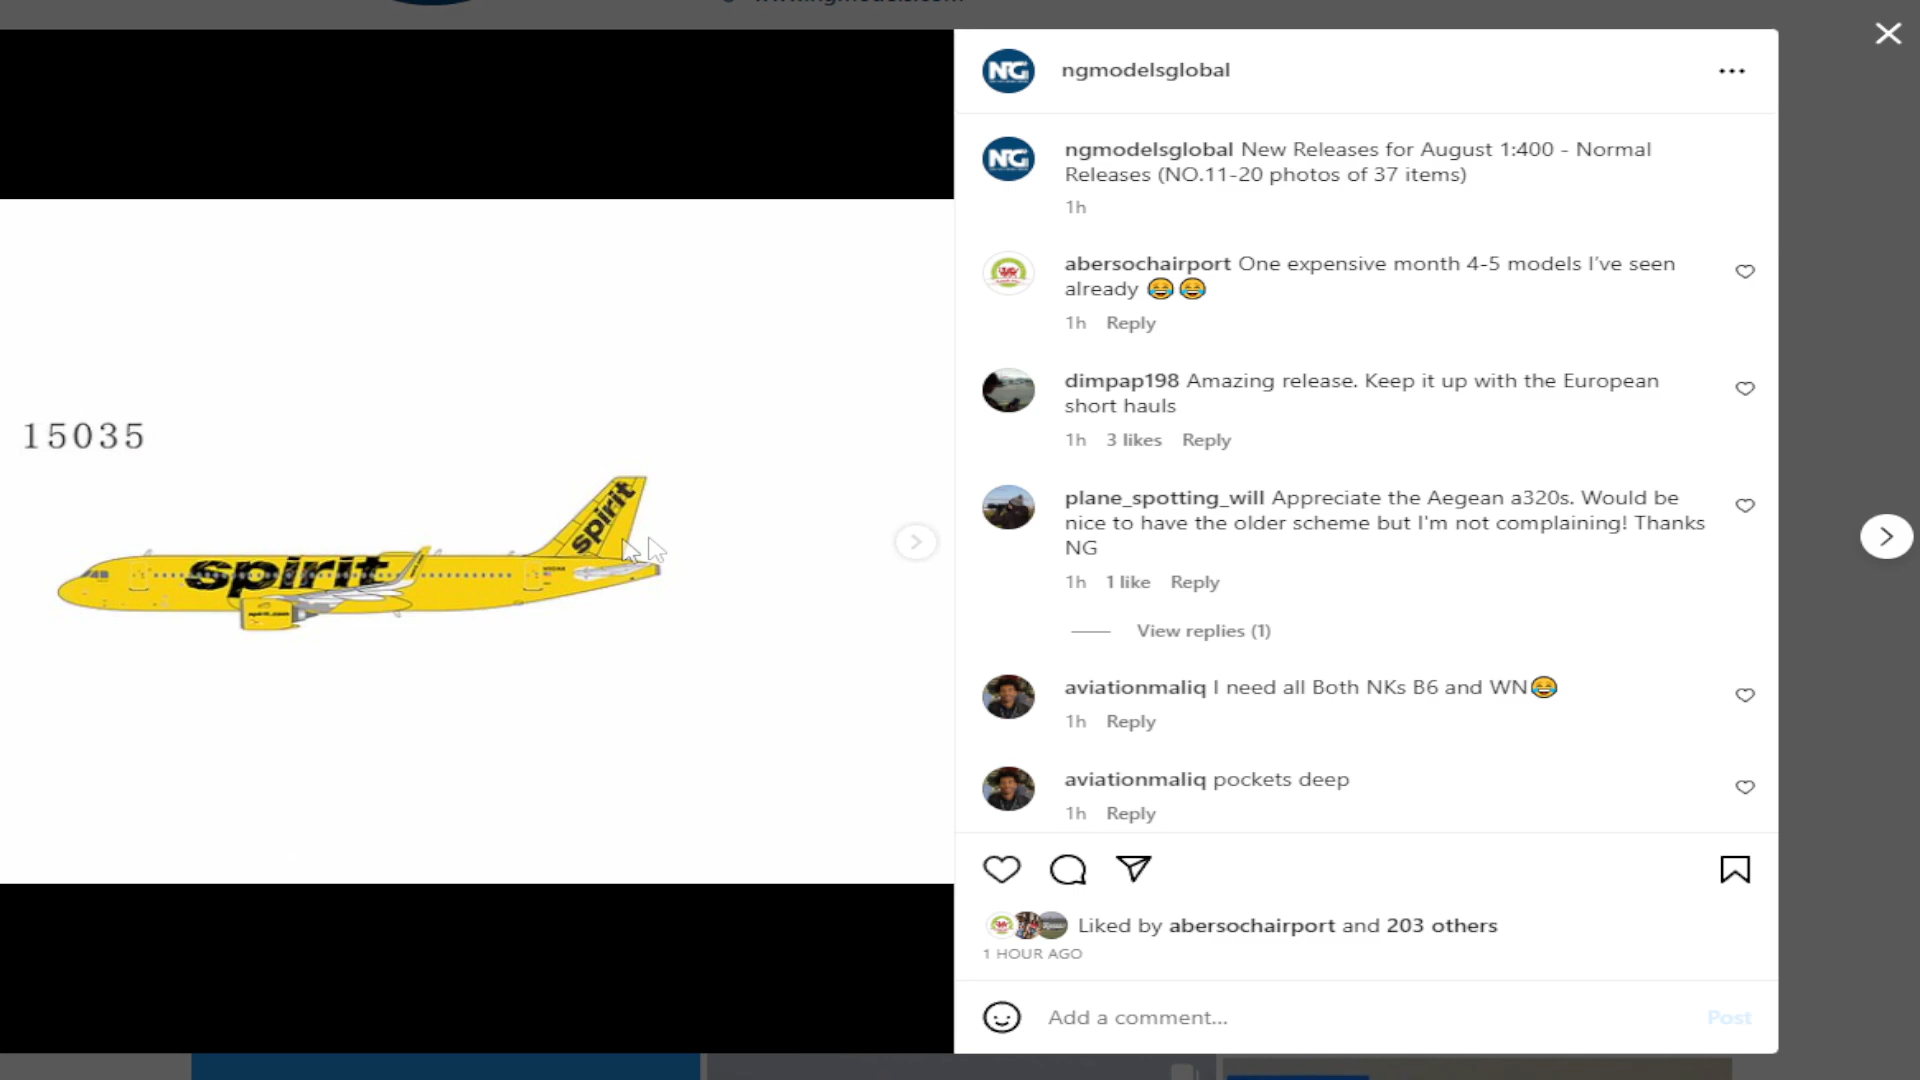 ngmodelsglobal
ngmodelsglobal New Releases for August 1:400 - Normal
Releases (NO.11-20 photos of 37 items)
1h
abersochairport One expensive month 4-5 models I've seen
already 😂😂
1h Reply
dimpap198 Amazing release. Keep it up with the European
short hauls
1h 3 likes Reply
plane_spotting_will Appreciate the Aegean a320s. Would be
nice to have the older scheme but I'm not complaining! Thanks
NG
1h 1 like Reply
View replies (1)
aviationmaliq I need all Both NKs B6 and WN😂
1h Reply
aviationmaliq pockets deep
1h Reply
Liked by abersochairport and 203 others
1 HOUR AGO
Add a comment...
Post
15035
spirit
spirit
spirit.com
NG
NG